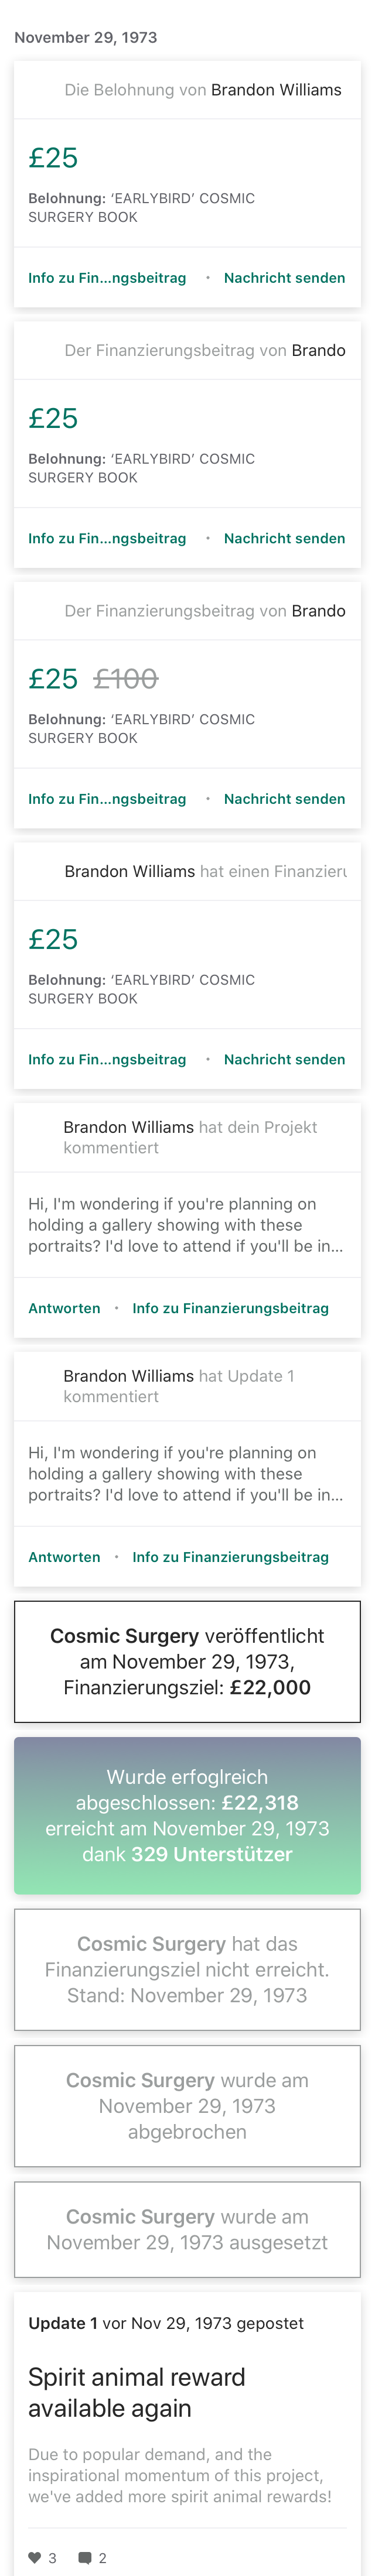 November 29, 1973
Die Belohnung von Brandon Williams
£25
Belohnung: ‘EARLYBIRD’ COSMIC
SURGERY BOOK
Info zu Fin...ngsbeitrag • Nachricht senden
Der Finanzierungsbeitrag von Brando
£25
Belohnung: ‘EARLYBIRD’ COSMIC
SURGERY BOOK
Info zu Fin...ngsbeitrag • Nachricht senden
Der Finanzierungsbeitrag von Brando
£25 £100
Belohnung: ‘EARLYBIRD’ COSMIC
SURGERY BOOK
Info zu Fin...ngsbeitrag • Nachricht senden
Brandon Williams hat einen Finanzieru
£25
Belohnung: ‘EARLYBIRD’ COSMIC
SURGERY BOOK
Info zu Fin...ngsbeitrag • Nachricht senden
Brandon Williams hat dein Projekt
kommentiert
Hi, I'm wondering if you're planning on
holding a gallery showing with these
portraits? I'd love to attend if you'll be in...
Antworten • Info zu Finanzierungsbeitrag
Brandon Williams hat Update 1
kommentiert
Hi, I'm wondering if you're planning on
holding a gallery showing with these
portraits? I'd love to attend if you'll be in...
Antworten • Info zu Finanzierungsbeitrag
Cosmic Surgery veröffentlicht
am November 29, 1973,
Finanzierungsziel: £22,000
Wurde erfoglreich
abgeschlossen: £22,318
erreicht am November 29, 1973
dank 329 Unterstützer
Cosmic Surgery hat das
Finanzierungsziel nicht erreicht.
Stand: November 29, 1973
Cosmic Surgery wurde am
November 29, 1973
abgebrochen
Cosmic Surgery wurde am
November 29, 1973 ausgesetzt
Update 1 vor Nov 29, 1973 gepostet
Spirit animal reward
available again
Due to popular demand, and the
inspirational momentum of this project,
we've added more spirit animal rewards!
3 2